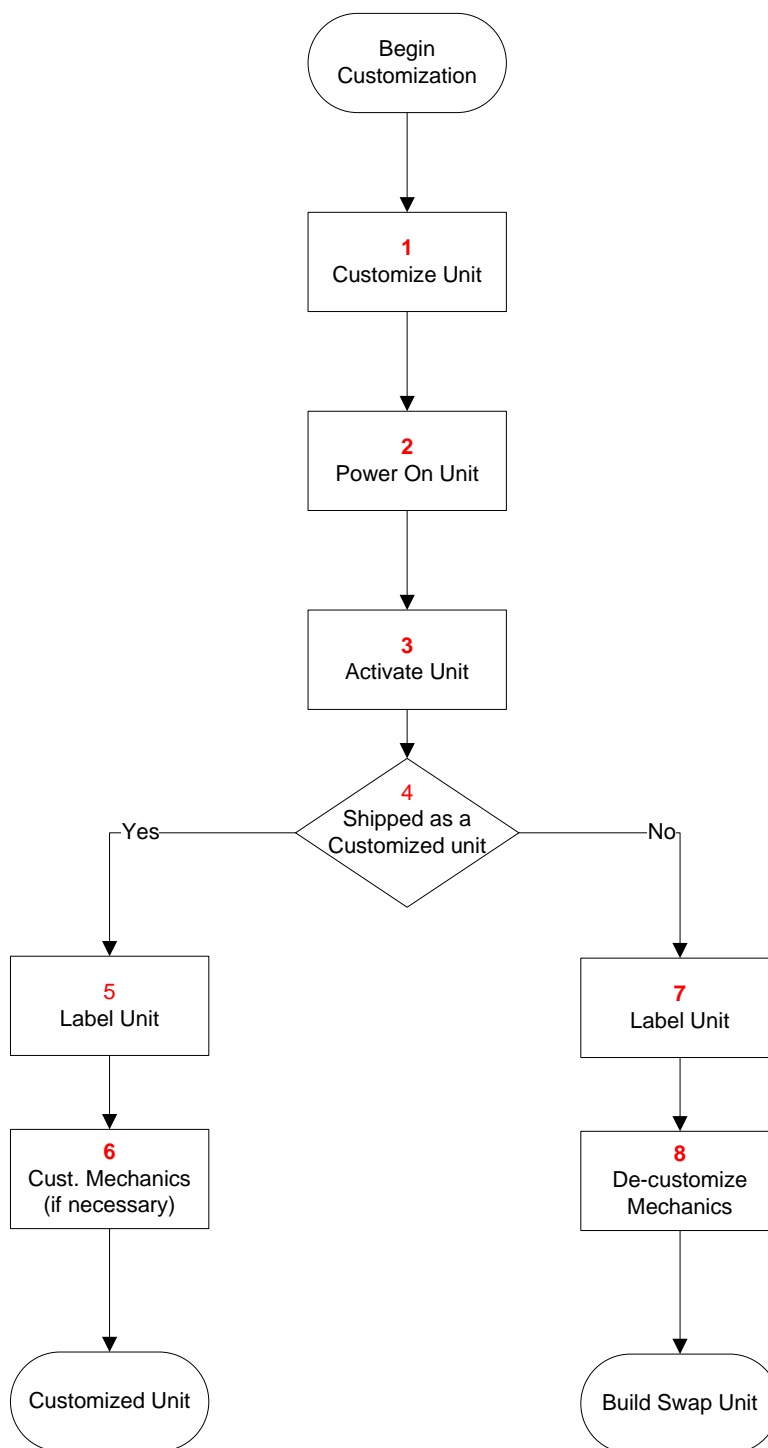 Begin
Customization
1
Customize Unit
2
Power On Unit
3
Activate Unit
4
Shipped as a
Customized unit
Yes
No
5
Label Unit
7
Label Unit
6
Cust. Mechanics
(if necessary)
8
De-customize
Mechanics
Customized Unit
Build Swap Unit